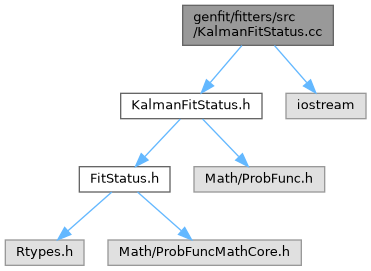 genfit/fitters/src
/KalmanFitStatus.cc
KalmanFitStatus.h
iostream
FitStatus.h
Math/ProbFunc.h
Rtypes.h
Math/ProbFuncMathCore.h